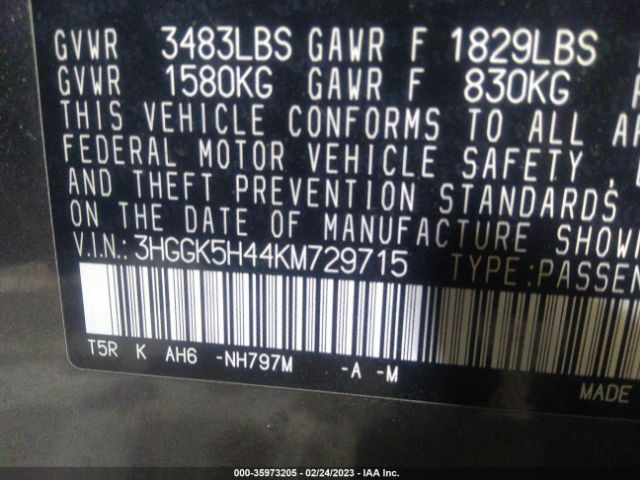 GVWR 3483LBS GAWR F 1829LBS
GVWR 1580KG GAWR F 830KG
THIS VEHICLE CONFORMS TO ALL
FEDERAL MOTOR VEHICLE SAFETY,
AND THEFT PREVENTION STANDARDS
ON THE DATE OF MANUFACTURE SHOW
V.I.N.: 3HGGK5H44KM729715 TYPE:PASSEN
T5R K AH6 -NH797M -A -M
MADE
000-35973205 - 02/24/2023 - IAA Inc.